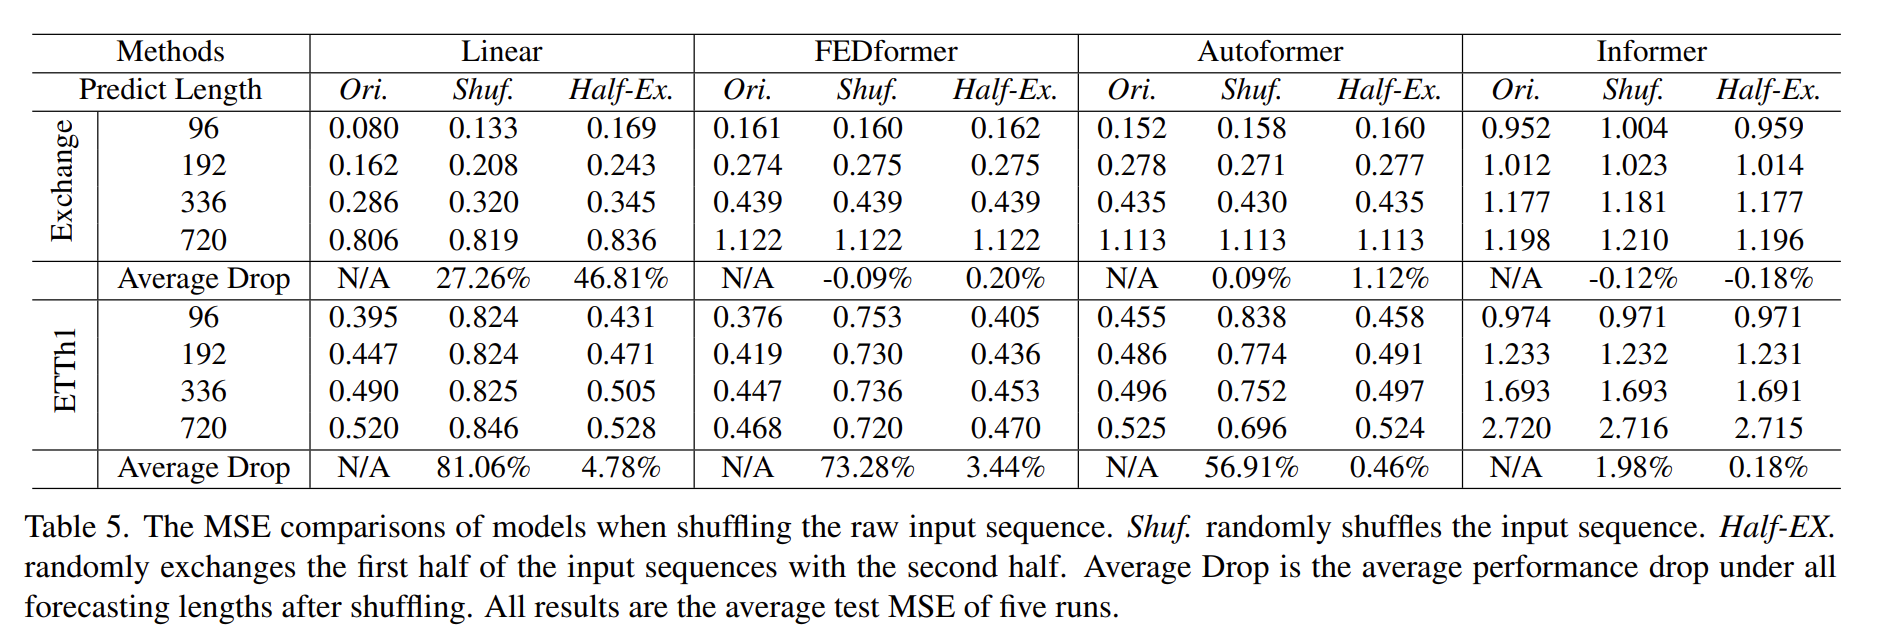 Methods Linear FEDformer Autoformer Informer
Predict Length Ori. Shuf. Half-Ex. Ori. Shuf. Half-Ex. Ori. Shuf. Half-Ex. Ori. Shuf. Half-Ex.
Exchange
96 0.080 0.133 0.169 0.161 0.160 0.162 0.152 0.158 0.160 0.952 1.004 0.959
192 0.162 0.208 0.243 0.274 0.275 0.275 0.278 0.271 0.277 1.012 1.023 1.014
336 0.286 0.320 0.345 0.439 0.439 0.439 0.435 0.430 0.435 1.177 1.181 1.177
720 0.806 0.819 0.836 1.122 1.122 1.122 1.113 1.113 1.113 1.198 1.210 1.196
Average Drop N/A 27.26% 46.81% N/A -0.09% 0.20% N/A 0.09% 1.12% N/A -0.12% -0.18%
ETTh1
96 0.395 0.824 0.431 0.376 0.753 0.405 0.455 0.838 0.458 0.974 0.971 0.971
192 0.447 0.824 0.471 0.419 0.730 0.436 0.486 0.774 0.491 1.233 1.232 1.231
336 0.490 0.825 0.505 0.447 0.736 0.453 0.496 0.752 0.497 1.693 1.693 1.691
720 0.520 0.846 0.528 0.468 0.720 0.470 0.525 0.696 0.524 2.720 2.716 2.715
Average Drop N/A 81.06% 4.78% N/A 73.28% 3.44% N/A 56.91% 0.46% N/A 1.98% 0.18%
Table 5. The MSE comparisons of models when shuffling the raw input sequence. Shuf. randomly shuffles the input sequence. Half-EX.
randomly exchanges the first half of the input sequences with the second half. Average Drop is the average performance drop under all
forecasting lengths after shuffling. All results are the average test MSE of five runs.